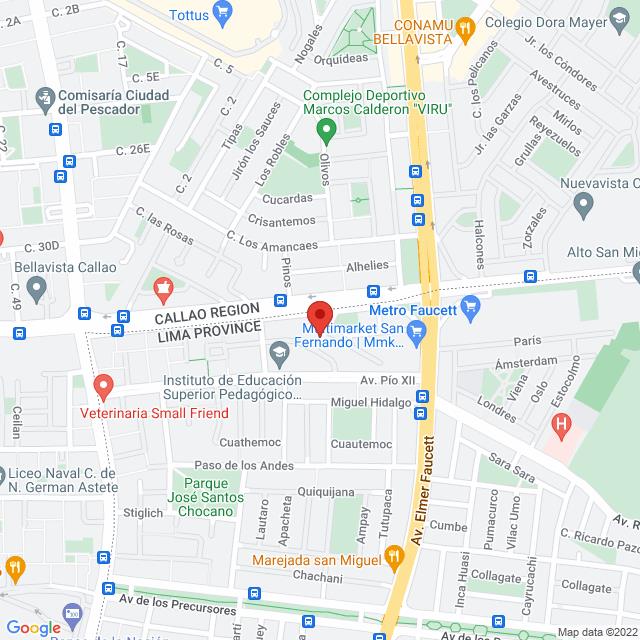 C. 2B
C. 2A
Tottus
C. 17
C. 5
C. 5E
Nogales
Orquideas
CONAMU
BELLAVISTA
Colegio Dora Mayer
Jr. los Cóndores
C. los Pelicanos
Avestruces
Comisaría Ciudad
del Pescador
C. 2
Tipas
Jirón los Sauces
Los Robles
Complejo Deportivo
Marcos Calderon "VIRU"
Olivos
Jr. las Garzas
Mirlos
Reyezuelos
Grullas
C. 22
C. 26E
C. 2
Cucardas
Crisantemos
C. las Rosas
C. Los Amancaes
Nuevavista C
Halcones
Zorzales
C. 30D
Bellavista Callao
C. 49
Pinos
Alhelies
Alto San Mi
CALLAO REGION
LIMA PROVINCE
Metro Faucett
Multimarket San
Fernando | Mmk...
París
Ámsterdam
Viena
Oslo
Estocolmo
Londres
Instituto de Educación
Superior Pedagógico...
Av. Pío XII
Miguel Hidalgo
Veterinaria Small Friend
H
Ceilan
Cuathemoc
Cuautemoc
Paso de los Andes
Av. Elmer Faucett
Sara Sara
Liceo Naval C. de
N. German Astete
Parque
José Santos
Chocano
Quiquijana
Stiglich
Lautaro
Apacheta
Ampay
Tutupaca
Cumbe
Pumacurco
Vilac Umo
C. Ricardo Paza
Marejada san Miguel
Chachani
Inca Huasi
Collagate
Cayrucachi
Collagate
Av de los Precursores
Av de los Pre
Google
Map data ©2022